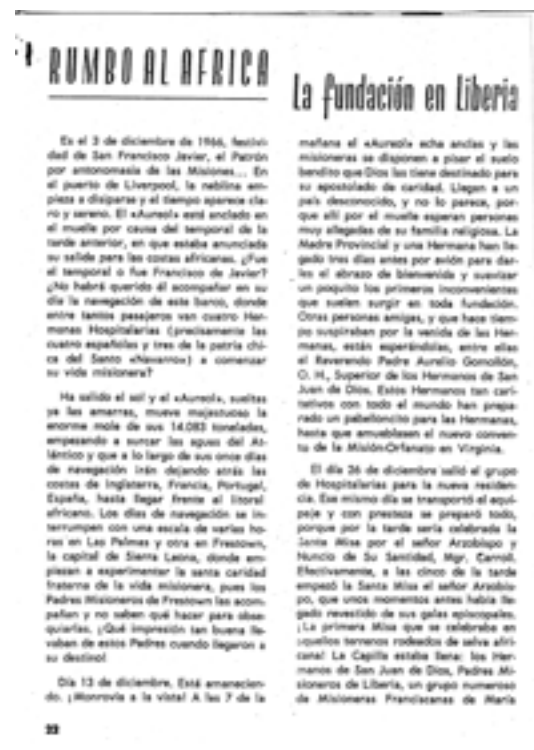 RUMBO AL AFRICA
Es el 3 de diciembre de 1966, festivi-
dad de San Francisco Javier, el Patrón
por antonomasia de las Misiones... En
el puerto de Liverpool, la neblina em-
pieza a disiparse y el tiempo aparece cla-
ro y sereno. El «Aureol» está anclado en
el muelle por causa del temporal de la
tarde anterior, en que estaba anunciada
su salida para las costas africanas. ¿Fue
el temporal o fue Francisco de Javier?
¿No habrá querido él acompañar en su
día la navegación de este barco, donde
entre tantos pasajeros van cuatro Her-
manas Hospitalarias (precisamente las
cuatro españolas y tres de la patria chi-
ca del Santo «Navarro») a comenzar
su vida misionera?
Ha salido el sol y el «Aureol», sueltas
ya las amarras, mueve majestuoso la
enorme mole de sus 14.083 toneladas,
empezando a surcar las aguas del At-
lántico y que a lo largo de sus once días
de navegación irán dejando atrás las
costas de Inglaterra, Francia, Portugal,
España, hasta llegar frente al litoral
africano. Los días de navegación se in-
terrumpen con una escala de varias ho-
ras en Las Palmas y otra en Freetown,
la capital de Sierra Leona, donde em-
piezan a experimentar la santa caridad
fraterna de la vida misionera, pues los
Padres Misioneros de Freetown las acom-
pañan y no saben qué hacer para obse-
quiarlas. ¡Qué impresión tan buena lle-
vaban de estos Padres cuando llegaron a
su destino!
Día 13 de diciembre. Está amanecien-
do. ¡Monrovia a la vista! A las 7 de la
22
La fundación en Liberia
mañana el «Aureol» echa anclas y las
misioneras se disponen a pisar el suelo
bendito que Dios las tiene destinado para
su apostolado de caridad. Llegan a un
país desconocido, y no lo parece, por-
que allí por el muelle esperan personas
muy allegadas de su familia religiosa. La
Madre Provincial y una Hermana han lle-
gado tres días antes por avión para dar-
les el abrazo de bienvenida y suavizar
un poquito los primeros inconvenientes
que suelen surgir en toda fundación.
Otras personas amigas, y que hace tiem-
po suspiraban por la venida de las Her-
manas, están esperándolas, entre ellas
el Reverendo Padre Aurelio Gomollón,
O. H., Superior de los Hermanos de San
Juan de Dios. Estos Hermanos tan cari-
tativos con todo el mundo han prepa-
rado un pabelloncito para las Hermanas,
hasta que amueblasen el nuevo conven-
to de la Misión-Orfanato en Virginia.
El día 26 de diciembre salió el grupo
de Hospitalarias para la nueva residen-
cia. Ese mismo día se transportó el equi-
paje y con presteza se preparó todo,
porque por la tarde sería celebrada la
Santa Misa por el señor Arzobispo y
Nuncio de Su Santidad, Mgr. Carroll.
Efectivamente, a las cinco de la tarde
empezó la Santa Misa el señor Arzobis-
po, que unos momentos antes había lle-
gado revestido de sus galas episcopales.
¡La primera Misa que se celebraba en
aquellos terrenos rodeados de selva afri-
cana! La Capilla estaba llena: los Her-
manos de San Juan de Dios, Padres Mi-
sioneros de Liberia, un grupo numeroso
de Misioneras Franciscanas de María